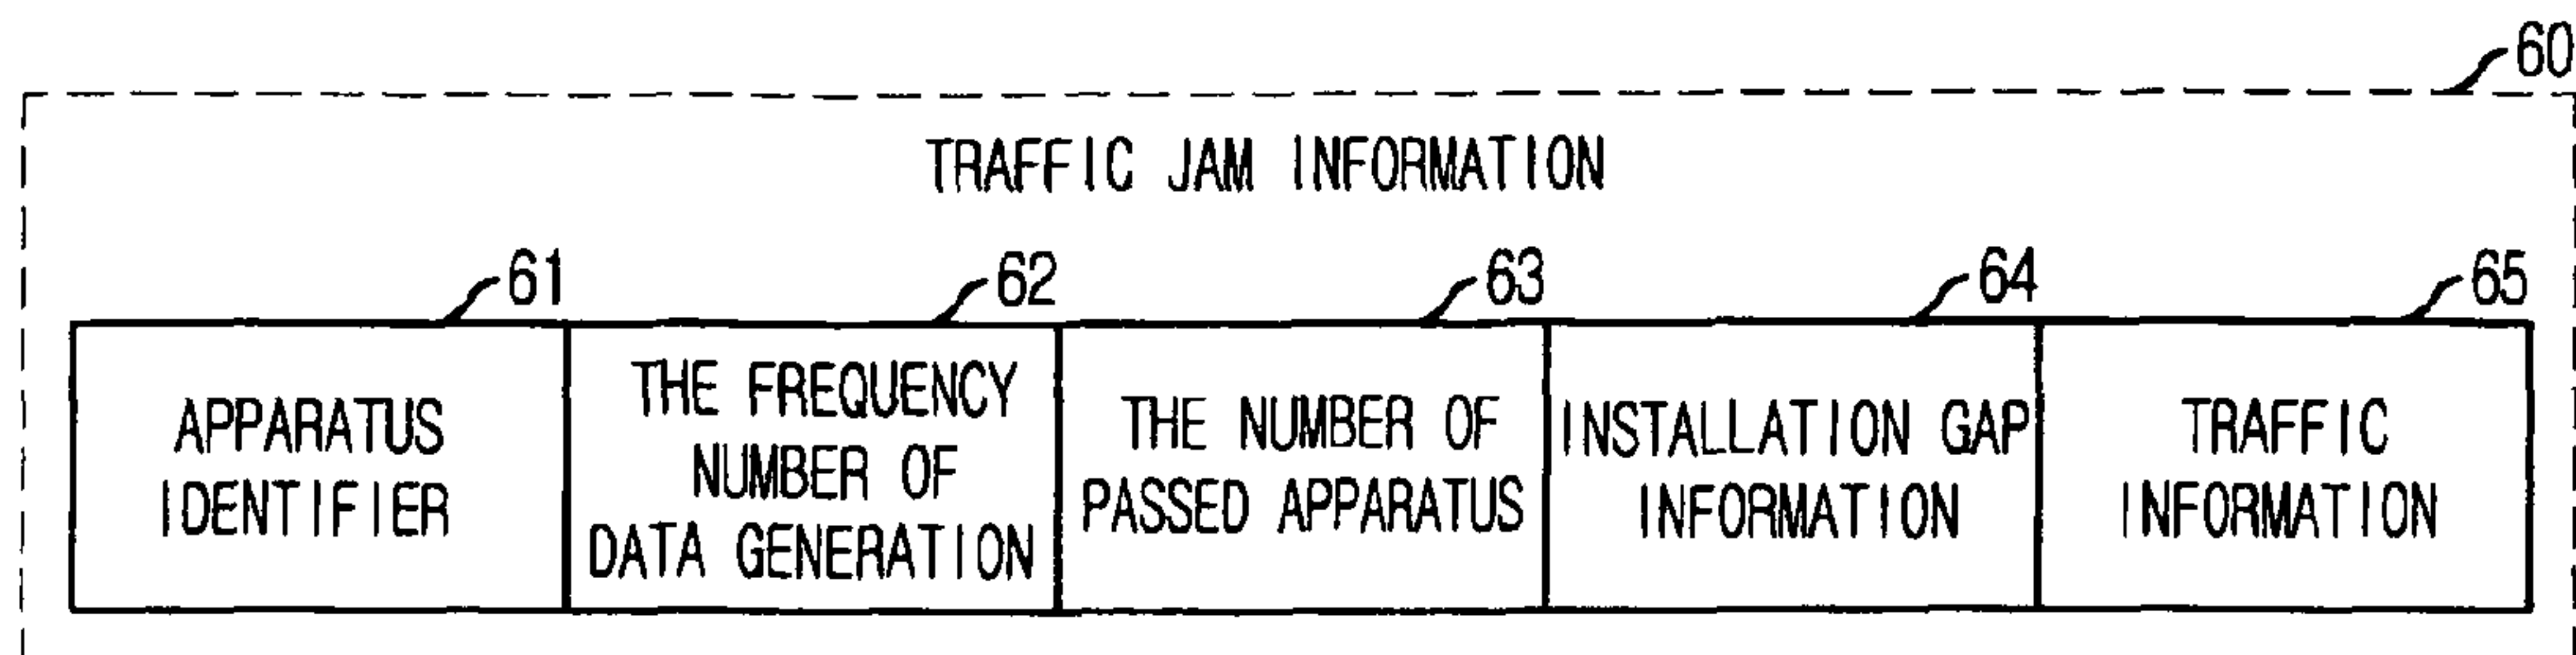 60
TRAFFIC JAM INFORMATION
61
62
63
64
65
APPARATUS
IDENTIFIER
THE FREQUENCY
NUMBER OF
DATA GENERATION
THE NUMBER OF
PASSED APPARATUS
INSTALLATION GAP
INFORMATION
TRAFFIC
INFORMATION